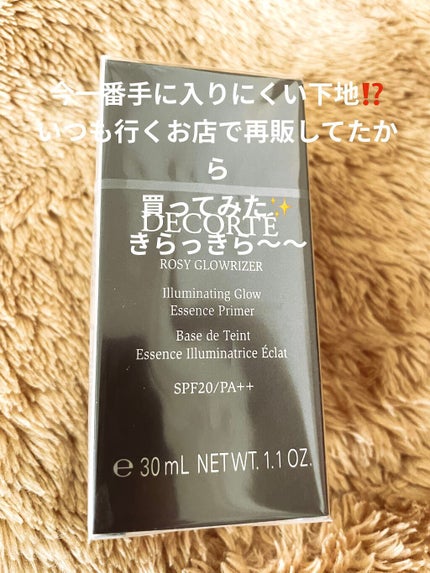 今一番手に入りにくい下地⁉️
いつも行くお店で再販してたか
ら
買ってみた✨
DECORTÉ
きらっきら〜〜
ROSY GLOWRIZER
Illuminating Glow
Essence Primer
Base de Teint
Essence Illuminatrice Éclat
SPF20/PA++
℮ 30 mL NET WT. 1.1 OZ.